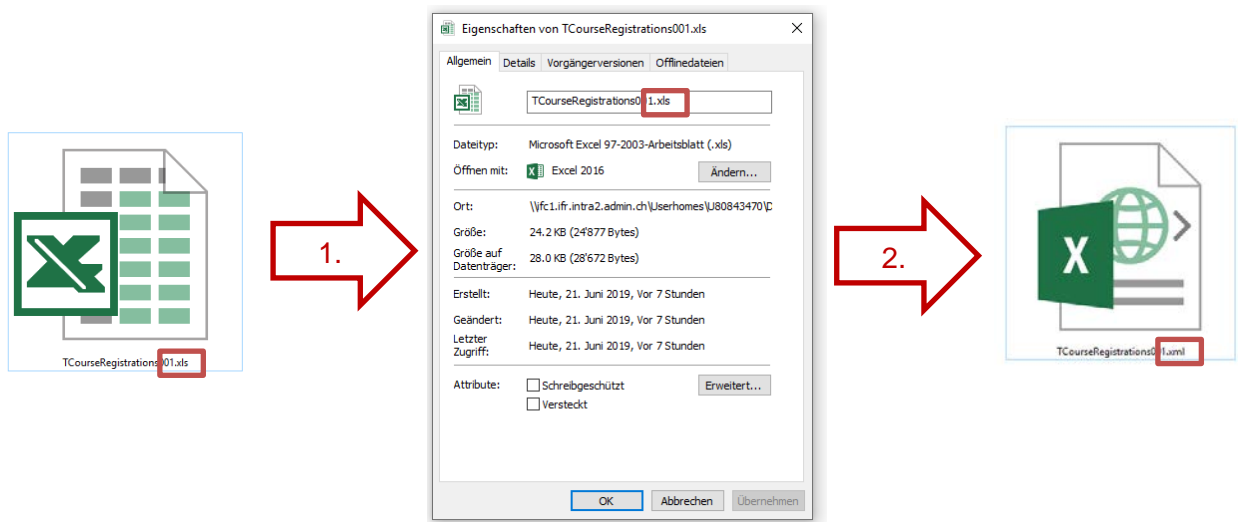 TCourseRegistrations001.xls
1.
Eigenschaften von TCourseRegistrations001.xls
Allgemein Details Vorgängerversionen Offlinedateien
TCourseRegistrations001.xls
Dateityp: Microsoft Excel 97-2003-Arbeitsblatt (.xls)
Öffnen mit: Excel 2016 Ändern...
Ort: \\ifc1.ifr.intra2.admin.ch\Userhomes\U80843470\D
Größe: 24.2 KB (24'877 Bytes)
Größe auf
Datenträger: 28.0 KB (28'672 Bytes)
Erstellt: Heute, 21. Juni 2019, Vor 7 Stunden
Geändert: Heute, 21. Juni 2019, Vor 7 Stunden
Letzter
Zugriff: Heute, 21. Juni 2019, Vor 7 Stunden
Attribute: Schreibgeschützt Erweitert...
Versteckt
OK Abbrechen Übernehmen
2.
X
TCourseRegistrations001.xml